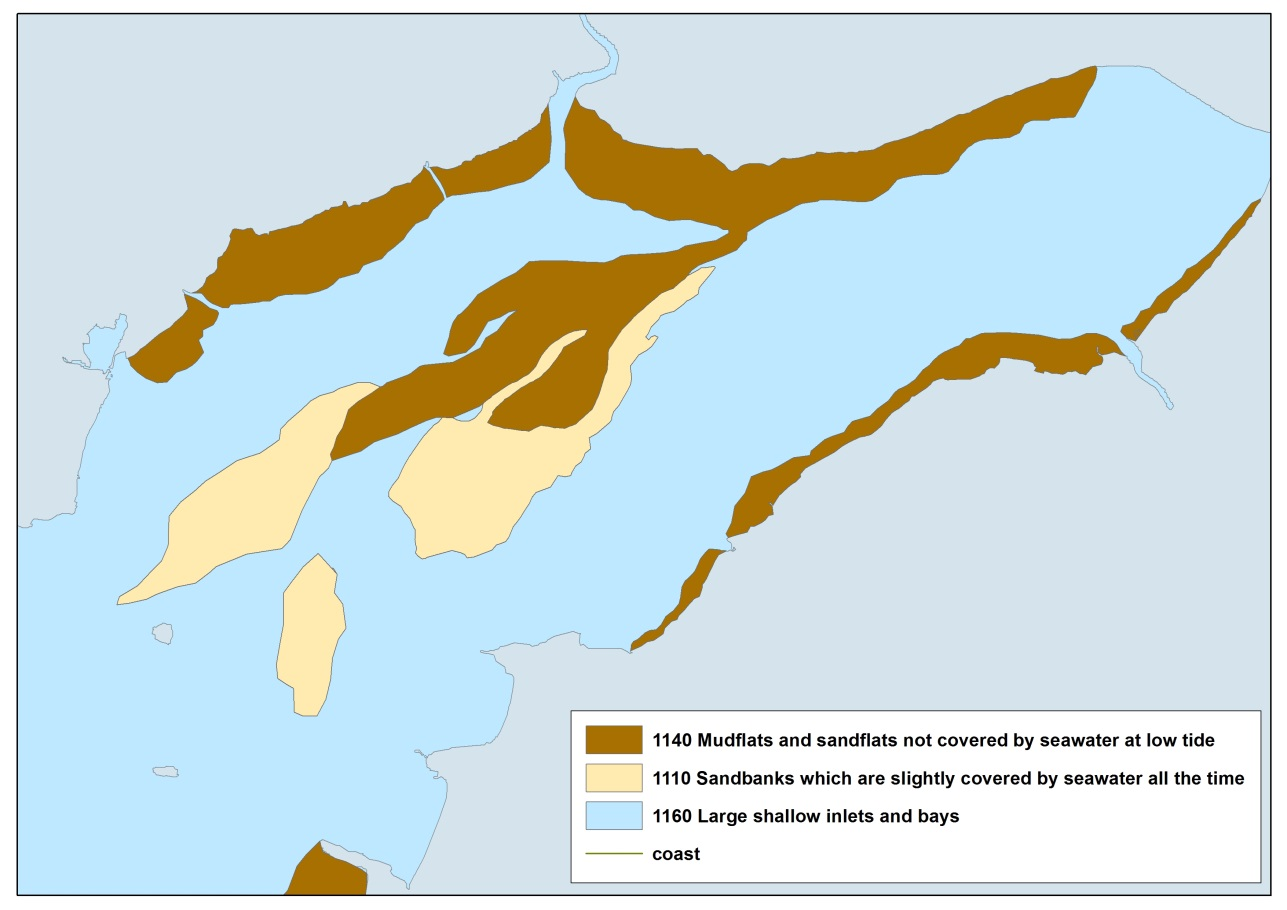 1140 Mudflats and sandflats not covered by seawater at low tide
1110 Sandbanks which are slightly covered by seawater all the time
1160 Large shallow inlets and bays
coast